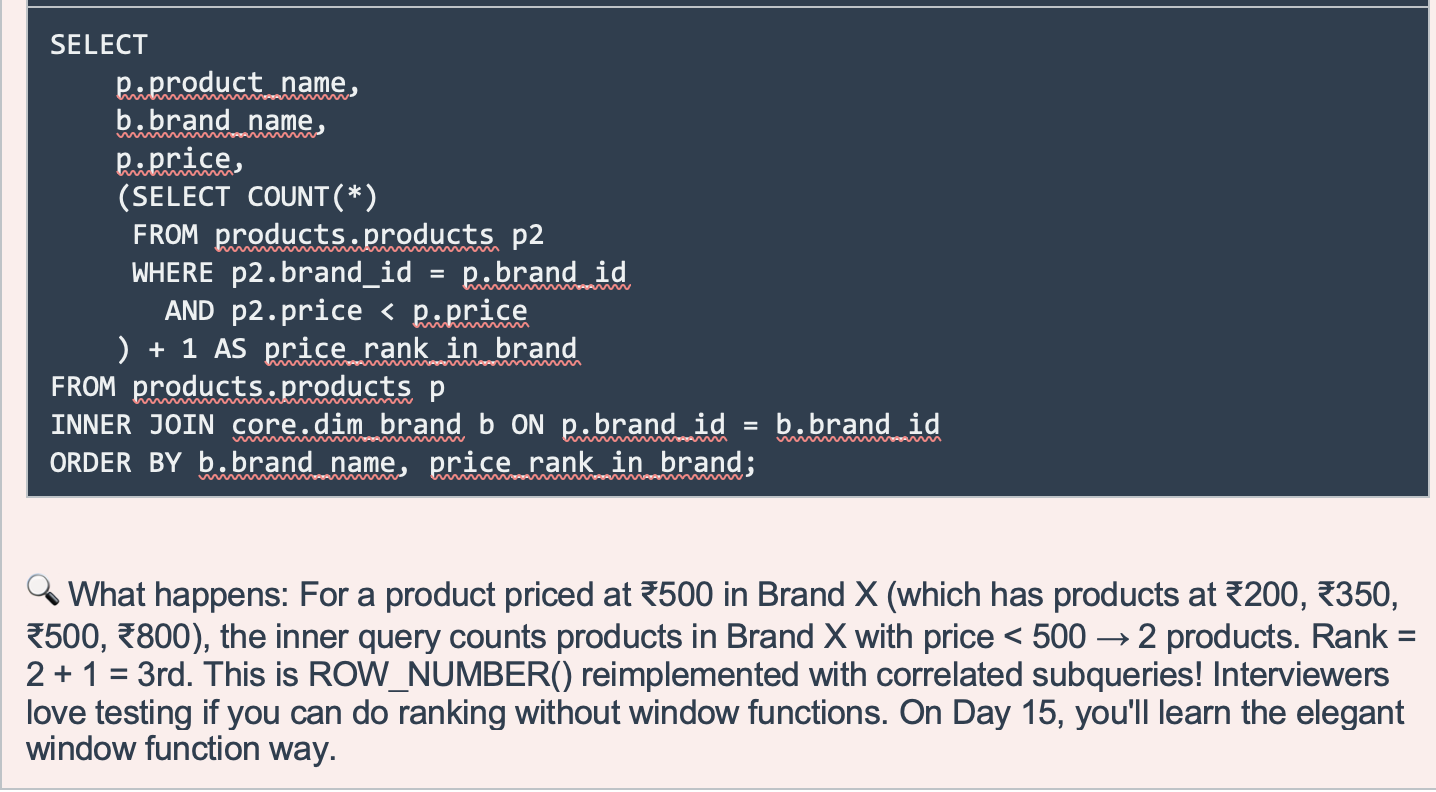 SELECT
    p.product_name,
    b.brand_name,
    p.price,
    (SELECT COUNT(*)
     FROM products.products p2
     WHERE p2.brand_id = p.brand_id
       AND p2.price < p.price
    ) + 1 AS price_rank_in_brand
FROM products.products p
INNER JOIN core.dim_brand b ON p.brand_id = b.brand_id
ORDER BY b.brand_name, price_rank_in_brand;
🔍 What happens: For a product priced at ₹500 in Brand X (which has products at ₹200, ₹350,
₹500, ₹800), the inner query counts products in Brand X with price < 500 → 2 products. Rank =
2 + 1 = 3rd. This is ROW_NUMBER() reimplemented with correlated subqueries! Interviewers
love testing if you can do ranking without window functions. On Day 15, you'll learn the elegant
window function way.